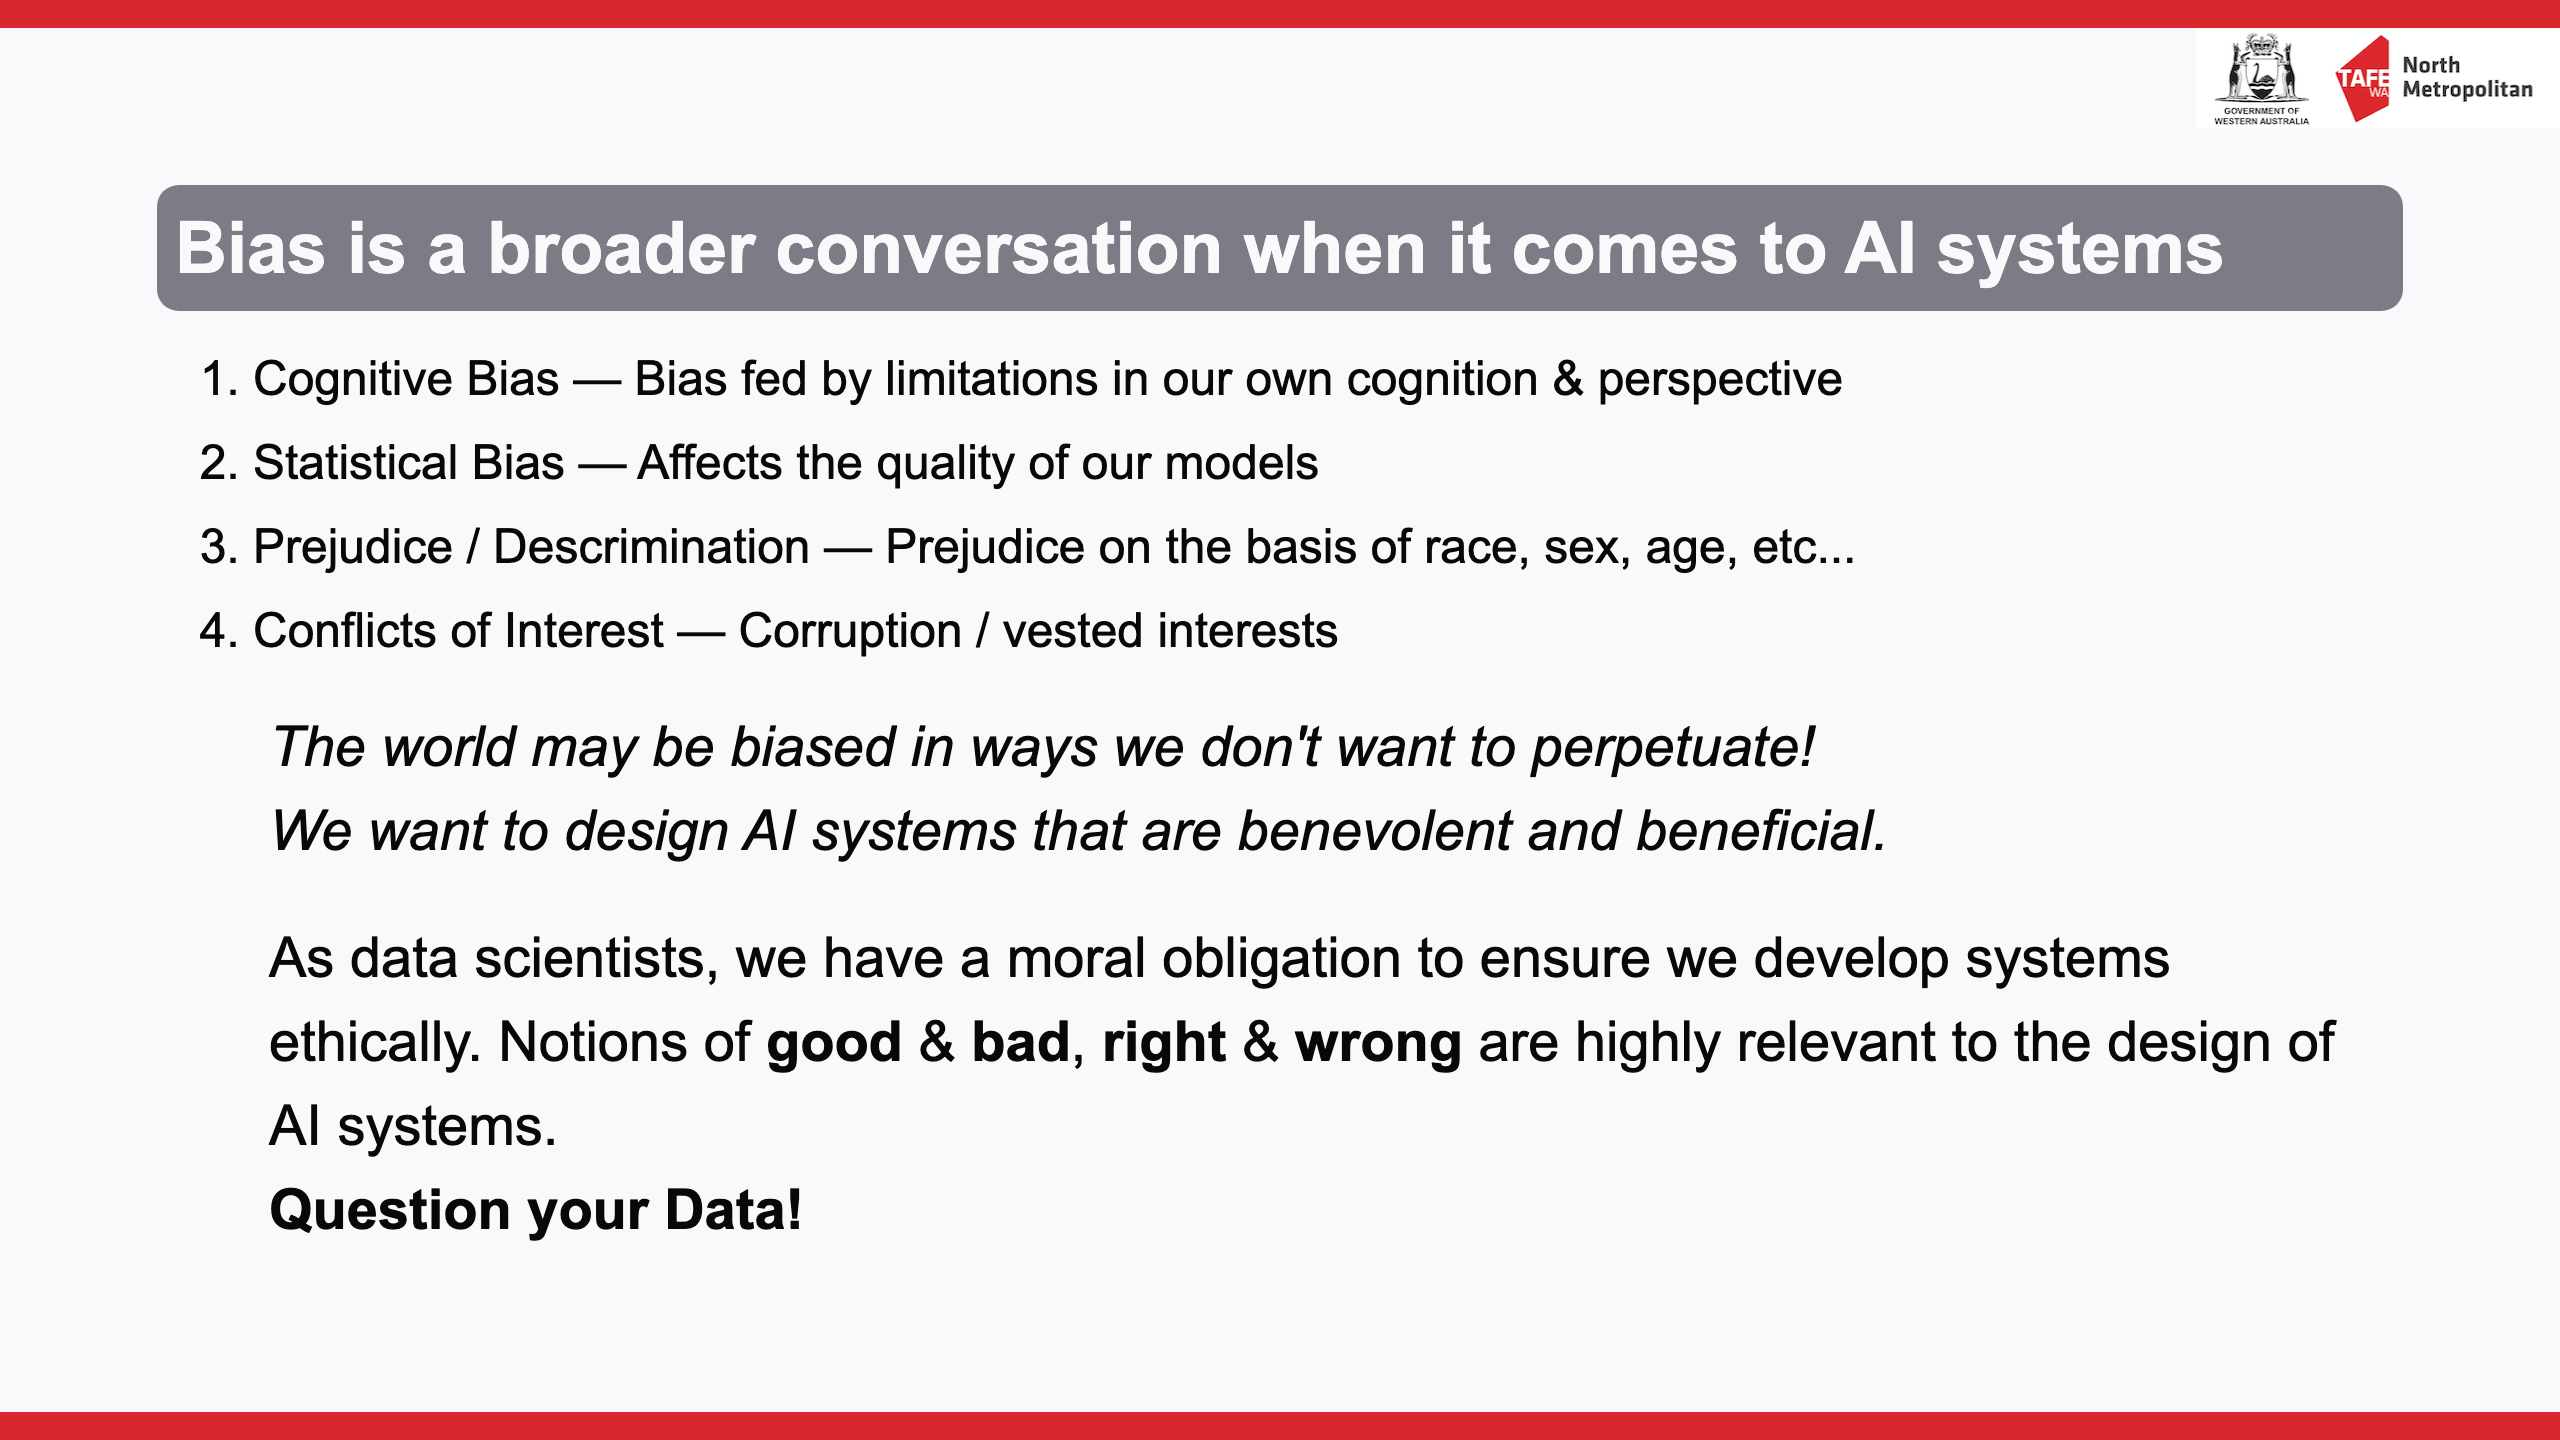 GOVERNMENT OF
WESTERN AUSTRALIA
TAFE
WA
North
Metropolitan
Bias is a broader conversation when it comes to AI systems
1. Cognitive Bias — Bias fed by limitations in our own cognition & perspective
2. Statistical Bias — Affects the quality of our models
3. Prejudice / Descrimination — Prejudice on the basis of race, sex, age, etc...
4. Conflicts of Interest — Corruption / vested interests
The world may be biased in ways we don't want to perpetuate!
We want to design AI systems that are benevolent and beneficial.
As data scientists, we have a moral obligation to ensure we develop systems
ethically. Notions of good & bad, right & wrong are highly relevant to the design of
AI systems.
Question your Data!